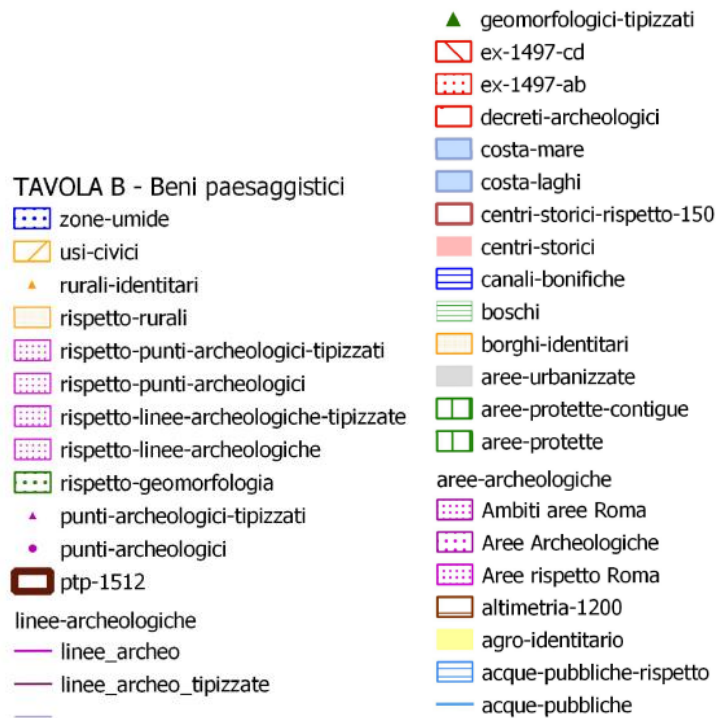 TAVOLA B - Beni paesaggistici
zone-umide
usi-civici
rurali-identitari
rispetto-rurali
rispetto-punti-archeologici-tipizzati
rispetto-punti-archeologici
rispetto-linee-archeologiche-tipizzate
rispetto-linee-archeologiche
rispetto-geomorfologia
punti-archeologici-tipizzati
punti-archeologici
ptp-1512
linee-archeologiche
linee_archeo
linee_archeo_tipizzate
geomorfologici-tipizzati
ex-1497-cd
ex-1497-ab
decreti-archeologici
costa-mare
costa-laghi
centri-storici-rispetto-150
centri-storici
canali-bonifiche
boschi
borghi-identitari
aree-urbanizzate
aree-protette-contigue
aree-protette
aree-archeologiche
Ambiti aree Roma
Aree Archeologiche
Aree rispetto Roma
altimetria-1200
agro-identitario
acque-pubbliche-rispetto
acque-pubbliche